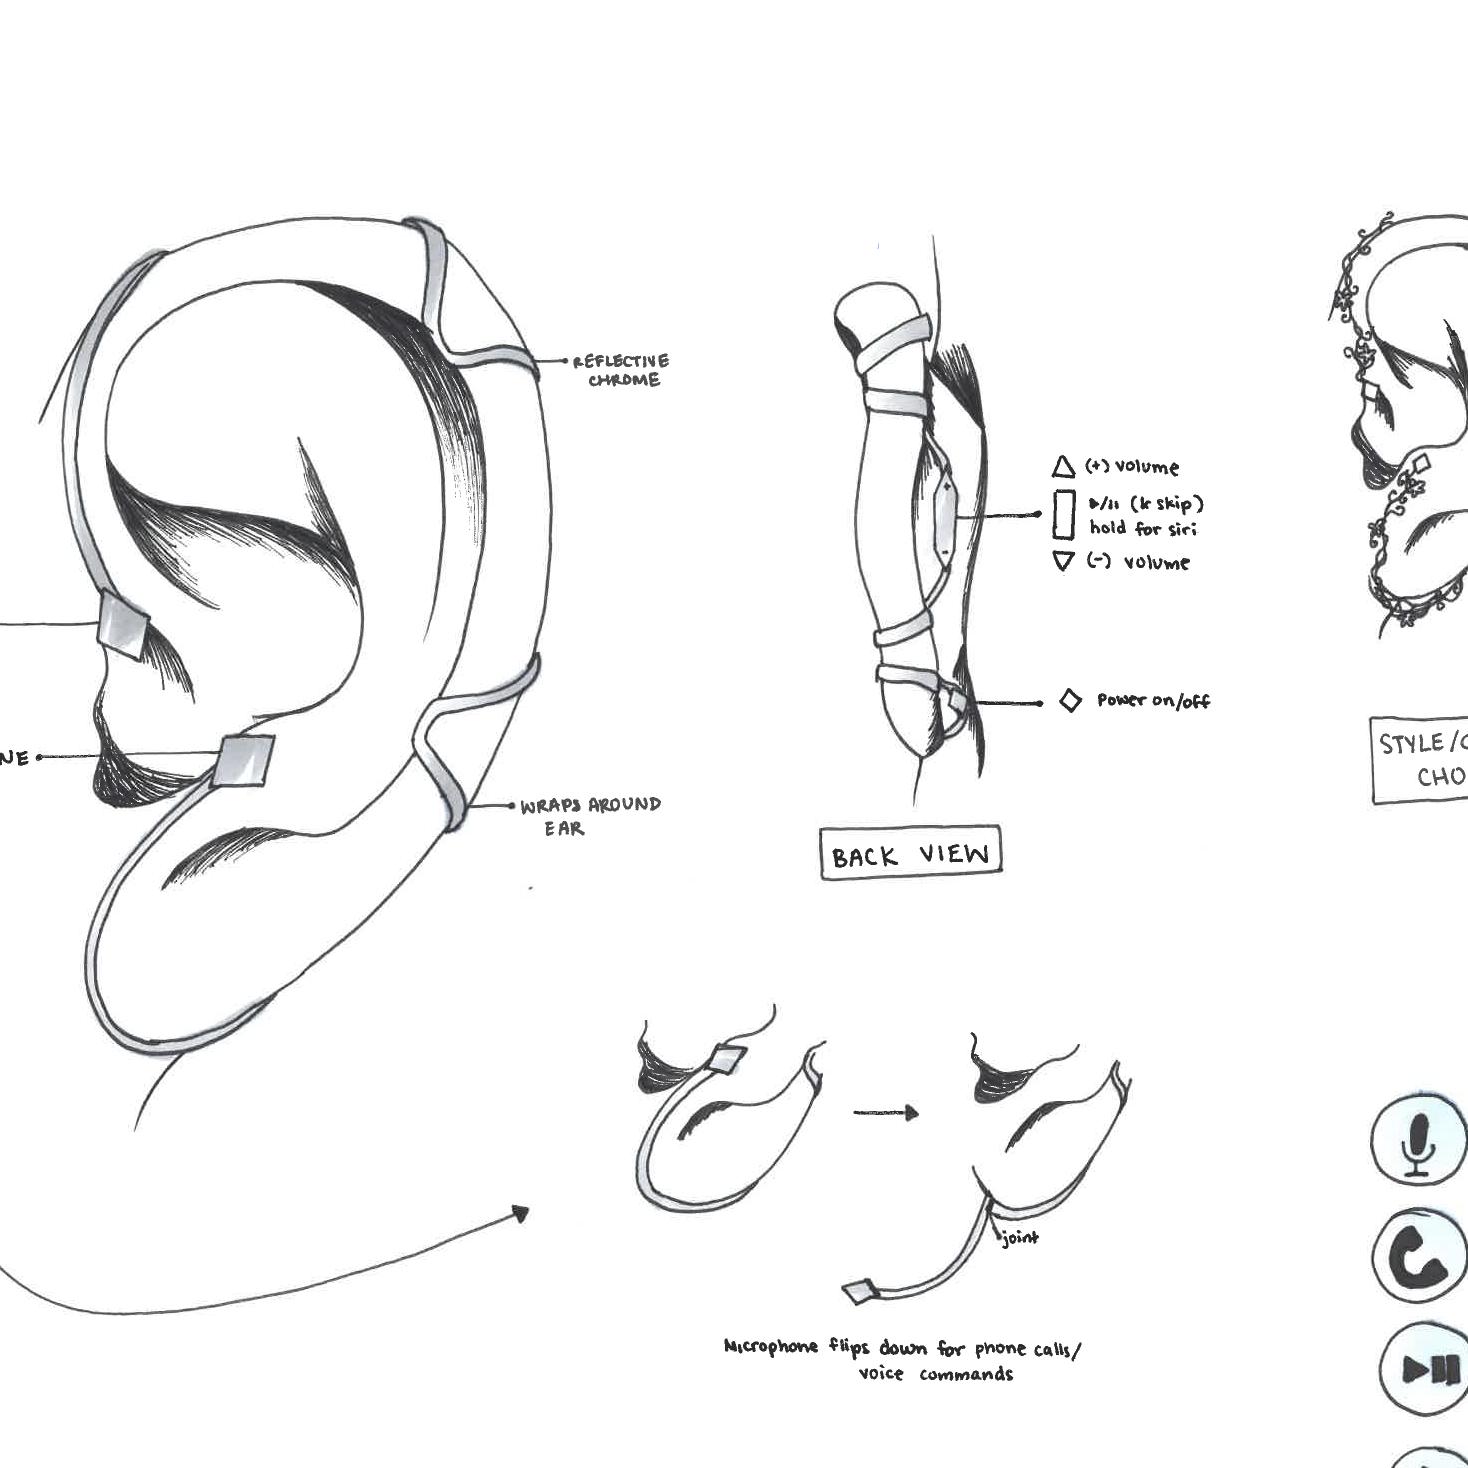 REFLECTIVE
CHROME
NE
WRAPS AROUND
EAR
(+) volume
▶/II (& skip)
hold for siri
(-) volume
Power on/off
BACK VIEW
STYLE/C
CHO
joint
Microphone flips down for phone calls/
voice commands